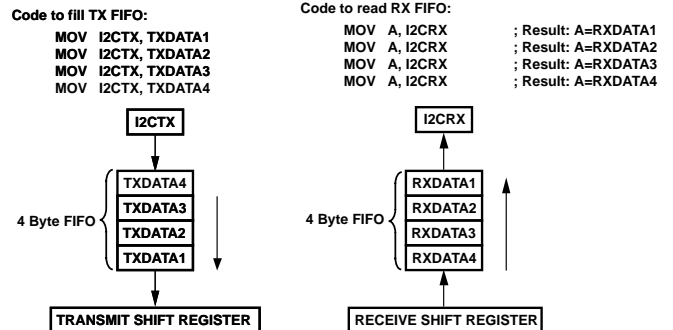 Code to fill TX FIFO:
MOV I2CTX, TXDATA1
MOV I2CTX, TXDATA2
MOV I2CTX, TXDATA3
MOV I2CTX, TXDATA4
I2CTX
4 Byte FIFO
TXDATA4
TXDATA3
TXDATA2
TXDATA1
TRANSMIT SHIFT REGISTER
Code to read RX FIFO:
MOV A, I2CRX ; Result: A=RXDATA1
MOV A, I2CRX ; Result: A=RXDATA2
MOV A, I2CRX ; Result: A=RXDATA3
MOV A, I2CRX ; Result: A=RXDATA4
I2CRX
4 Byte FIFO
RXDATA1
RXDATA2
RXDATA3
RXDATA4
RECEIVE SHIFT REGISTER